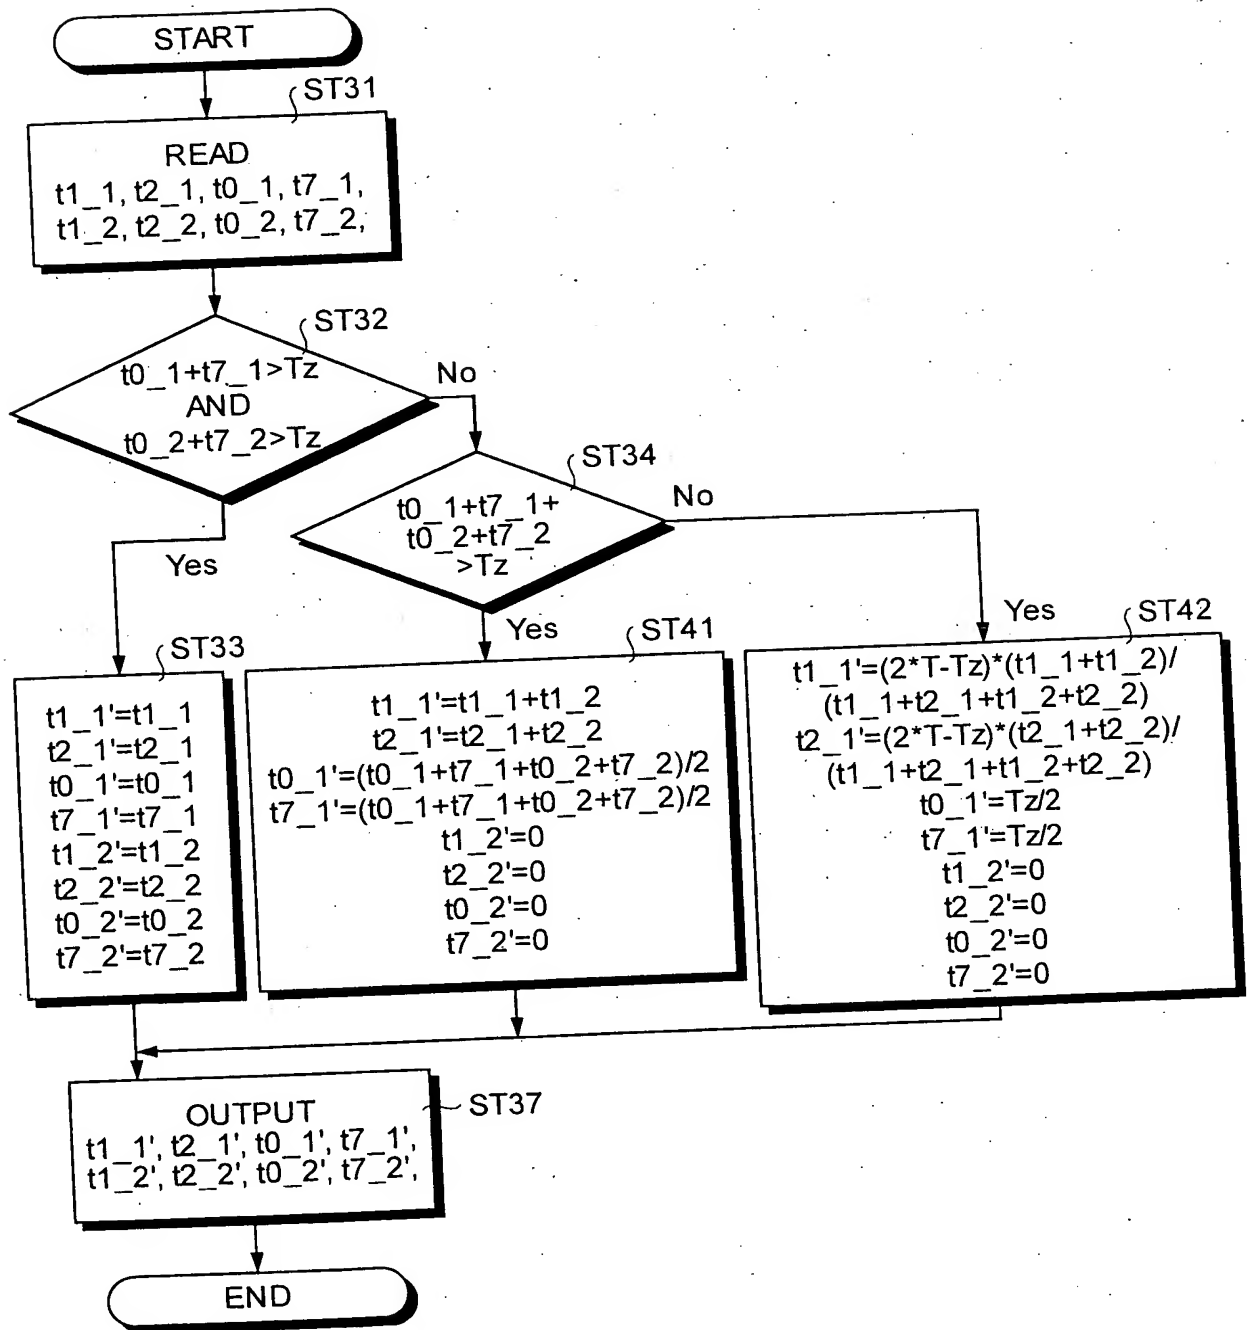 START
ST31
READ
t1_1, t2_1, t0_1, t7_1,
t1_2, t2_2, t0_2, t7_2,
ST32
t0_1+t7_1>Tz
AND
t0_2+t7_2>Tz
No
ST34
t0_1+t7_1+
t0_2+t7_2
>Tz
No
Yes
Yes
Yes
ST33
t1_1'=t1_1
t2_1'=t2_1
t0_1'=t0_1
t7_1'=t7_1
t1_2'=t1_2
t2_2'=t2_2
t0_2'=t0_2
t7_2'=t7_2
ST41
t1_1'=t1_1+t1_2
t2_1'=t2_1+t2_2
t0_1'=(t0_1+t7_1+t0_2+t7_2)/2
t7_1'=(t0_1+t7_1+t0_2+t7_2)/2
t1_2'=0
t2_2'=0
t0_2'=0
t7_2'=0
ST42
t1_1'=(2*T-Tz)*(t1_1+t1_2)/
(t1_1+t2_1+t1_2+t2_2)
t2_1'=(2*T-Tz)*(t2_1+t2_2)/
(t1_1+t2_1+t1_2+t2_2)
t0_1'=Tz/2
t7_1'=Tz/2
t1_2'=0
t2_2'=0
t0_2'=0
t7_2'=0
OUTPUT
t1_1', t2_1', t0_1', t7_1',
t1_2', t2_2', t0_2', t7_2',
ST37
END